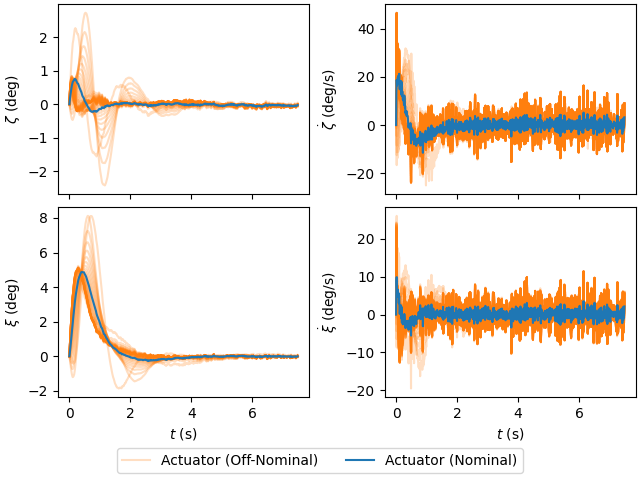 ζ (deg)
2
1
0
−1
−2
ζ̇ (deg/s)
40
20
0
−20
ξ (deg)
8
6
4
2
0
−2
0 2 4 6
t (s)
ξ̇ (deg/s)
20
10
0
−10
−20
0 2 4 6
t (s)
Actuator (Off-Nominal) Actuator (Nominal)